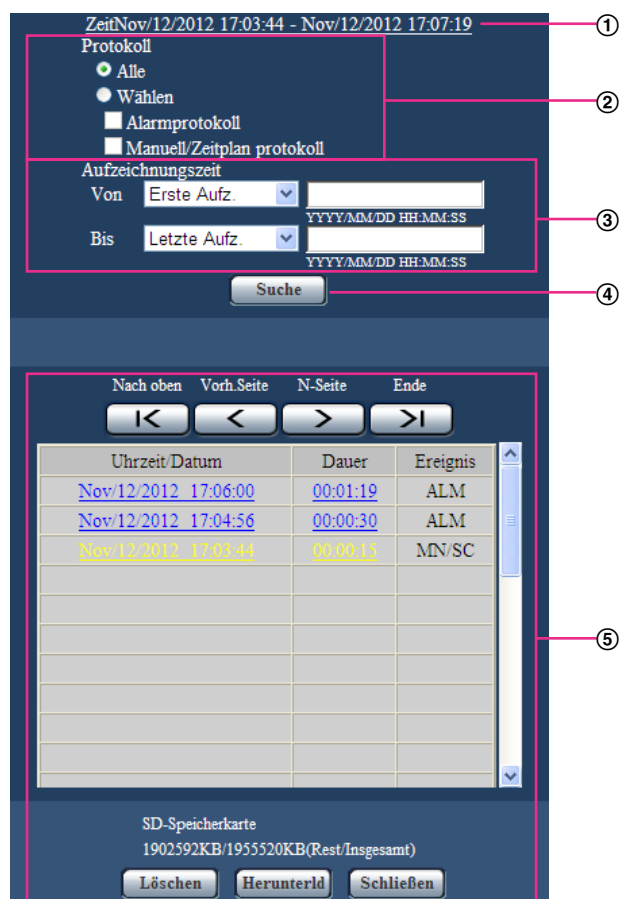 ZeitNov/12/2012 17:03:44 - Nov/12/2012 17:07:19
①
Protokoll
Alle
Wählen
②
Alarmprotokoll
Manuell/Zeitplan protokoll
Aufzeichnungszeit
Von Erste Aufz.
YYYY/MM/DD HH:MM:SS
③
Bis Letzte Aufz.
YYYY/MM/DD HH:MM:SS
Suche
④
Nach oben Vorh.Seite N-Seite Ende
Uhrzeit/Datum Dauer Ereignis
Nov/12/2012 17:06:00 00:01:19 ALM
Nov/12/2012 17:04:56 00:00:30 ALM
Nov/12/2012 17:03:44 00:00:15 MN/SC
⑤
SD-Speicherkarte
1902592KB/1955520KB(Rest/Insgesamt)
Löschen Herunterld Schließen